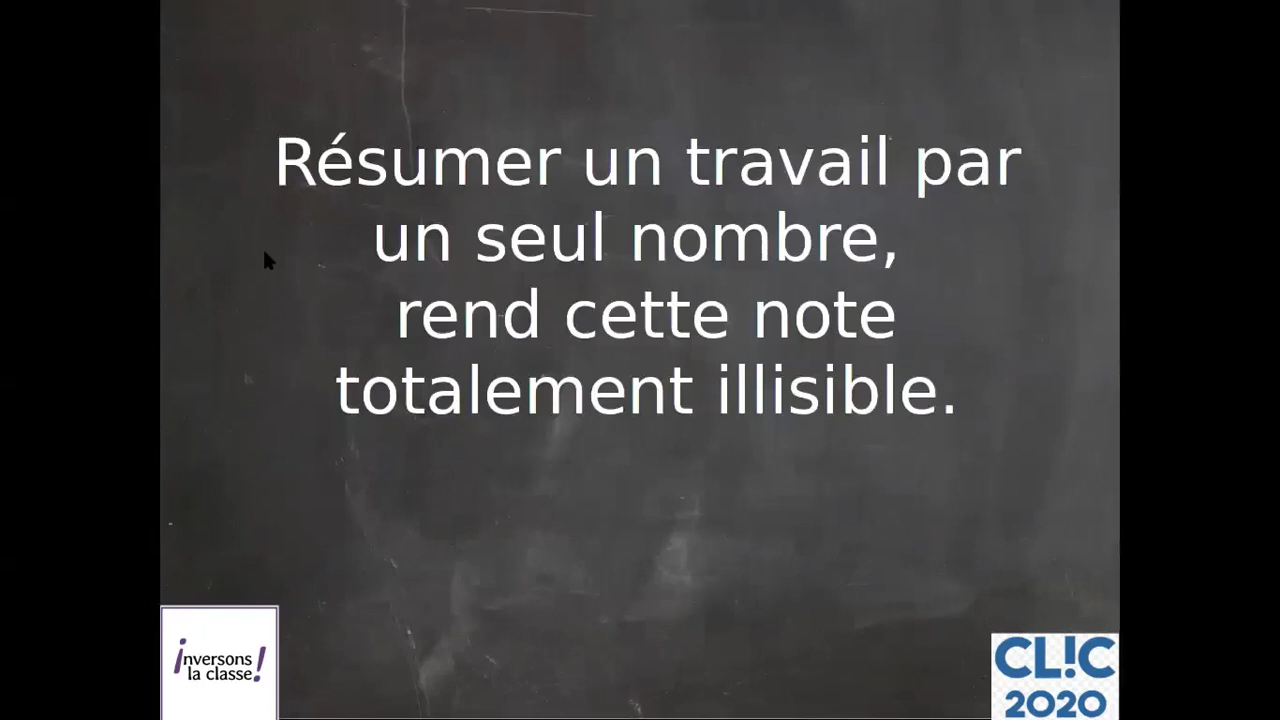 Résumer un travail par
un seul nombre,
rend cette note
totalement illisible.
inversons
la classe!
CL!C
2020